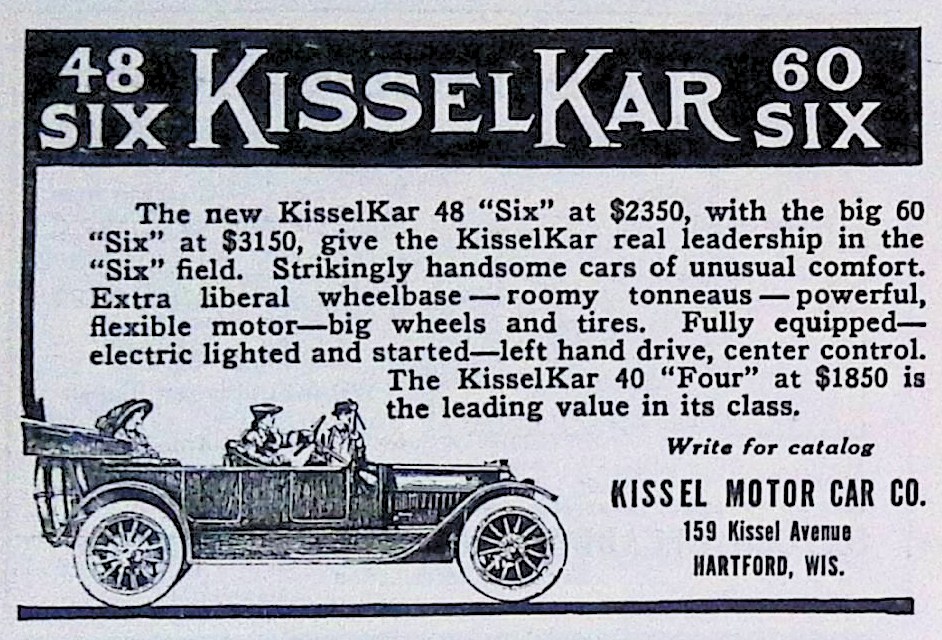 48 SIX KISSELKAR 60 SIX
The new KisselKar 48 "Six" at $2350, with the big 60
"Six" at $3150, give the KisselKar real leadership in the
"Six" field. Strikingly handsome cars of unusual comfort.
Extra liberal wheelbase—roomy tonneaus—powerful,
flexible motor—big wheels and tires. Fully equipped—
electric lighted and started—left hand drive, center control.
The KisselKar 40 "Four" at $1850 is
the leading value in its class.
Write for catalog
KISSEL MOTOR CAR CO.
159 Kissel Avenue
HARTFORD, WIS.